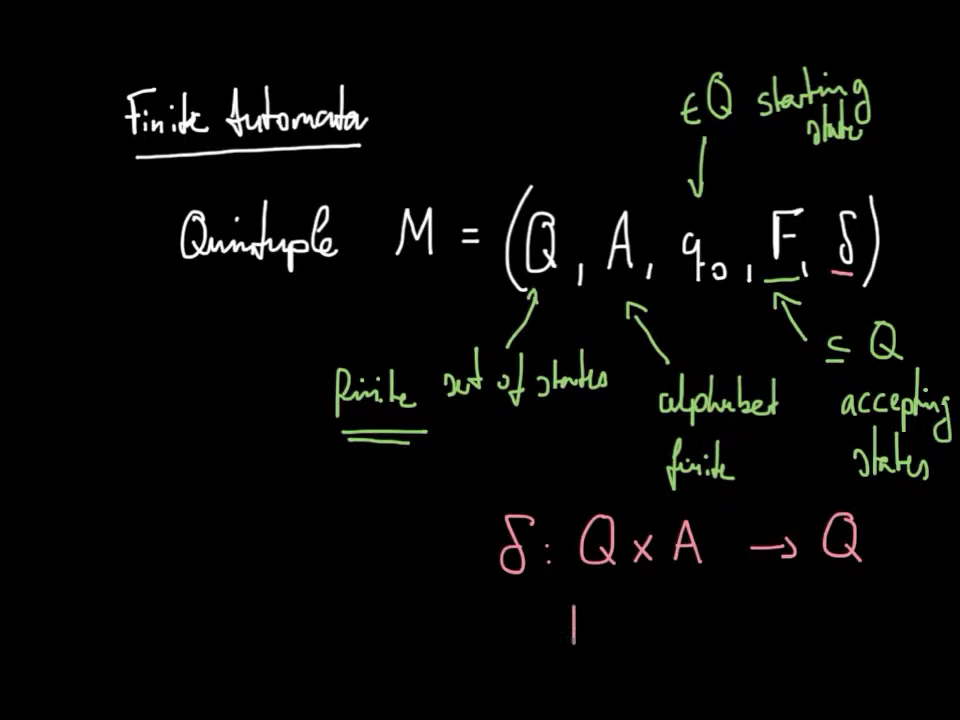 Finite Automata
∈Q starting state
Quintuple M = (Q, A, q₀, F, δ)
finite set of states
alphabet finite
⊆ Q accepting states
δ: Q × A → Q